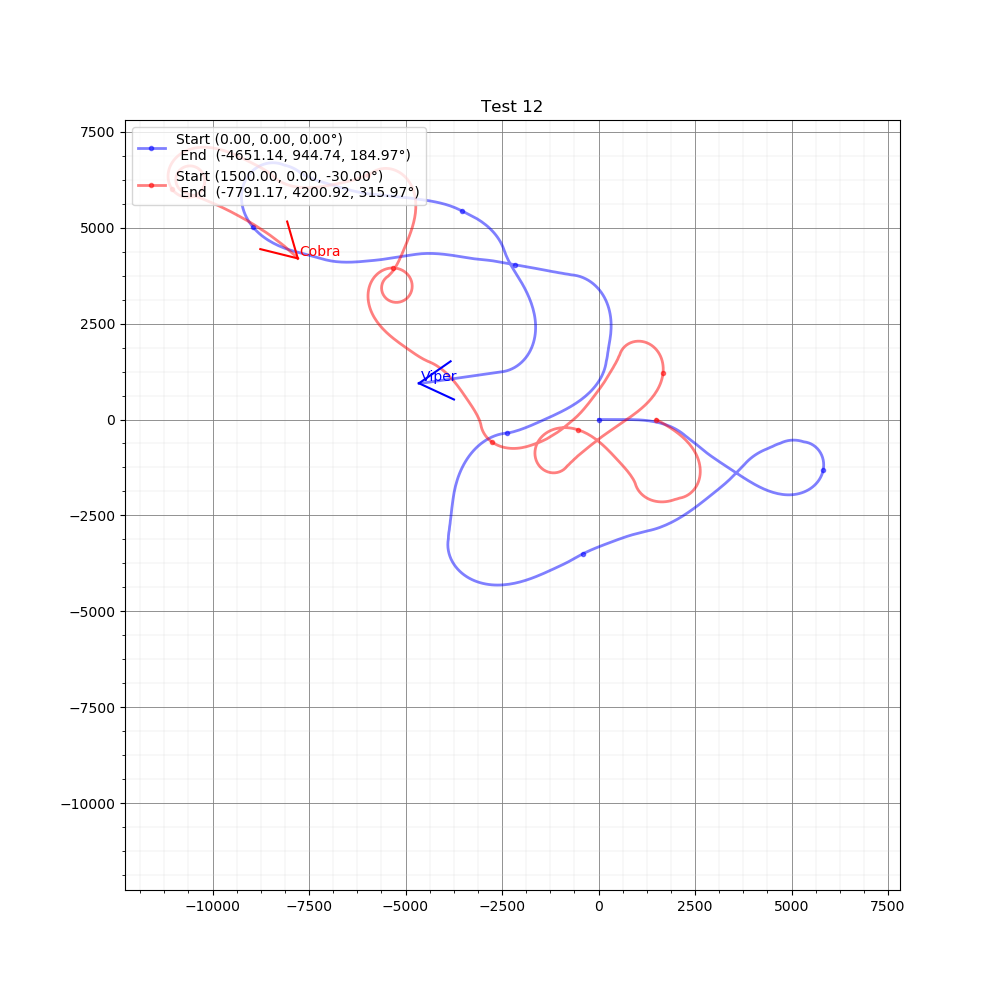 Test 12
7500
Start (0.00, 0.00, 0.00°)
End (-4651.14, 944.74, 184.97°)
Start (1500.00, 0.00, -30.00°)
End (-7791.17, 4200.92, 315.97°)
5000
Cobra
2500
Viper
0
−2500
−5000
−7500
−10000
−10000 −7500 −5000 −2500 0 2500 5000 7500